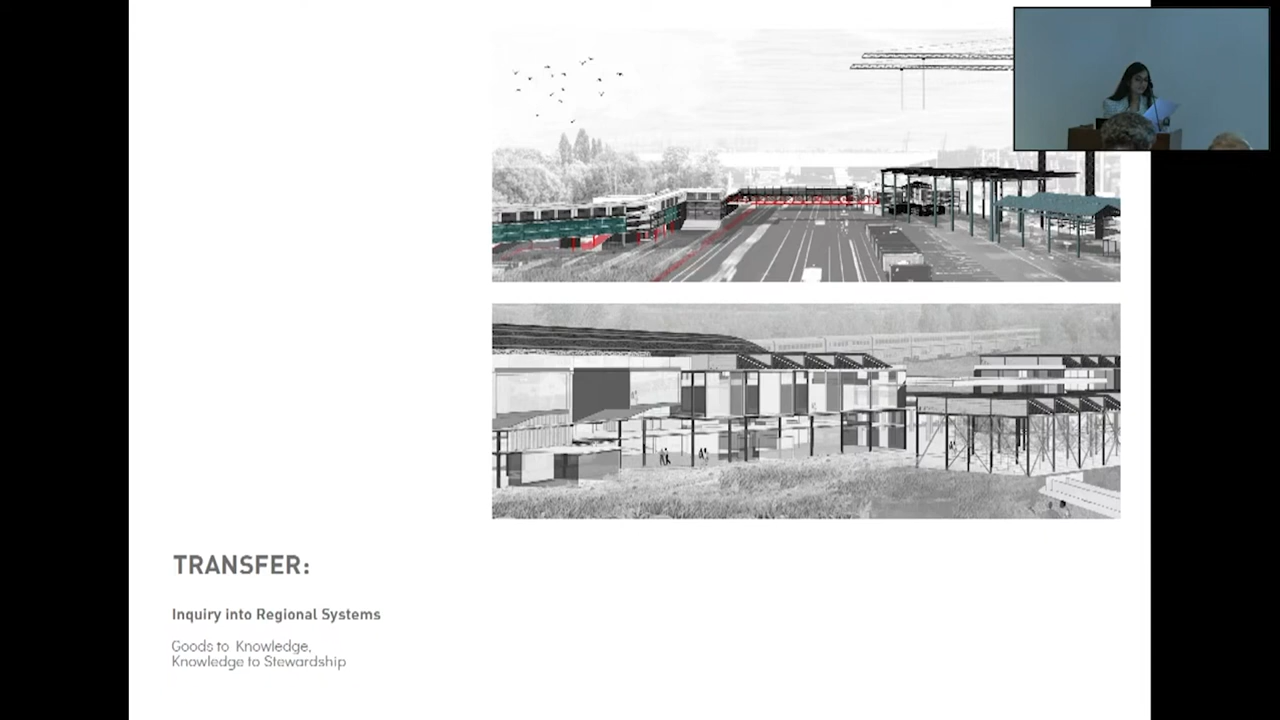 TRANSFER:
Inquiry into Regional Systems
Goods to Knowledge,
Knowledge to Stewardship